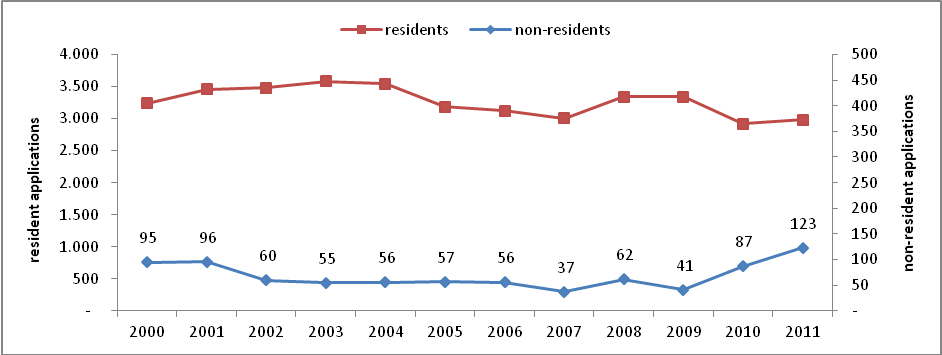 residents non-residents
4.000 500
3.500 450
3.000 400
2.500 350
2.000 300
1.500 250
1.000 200
500 150
- 100
50
-
resident applications
non-resident applications
95 96 60 55 56 57 56 37 62 41 87 123
2000 2001 2002 2003 2004 2005 2006 2007 2008 2009 2010 2011